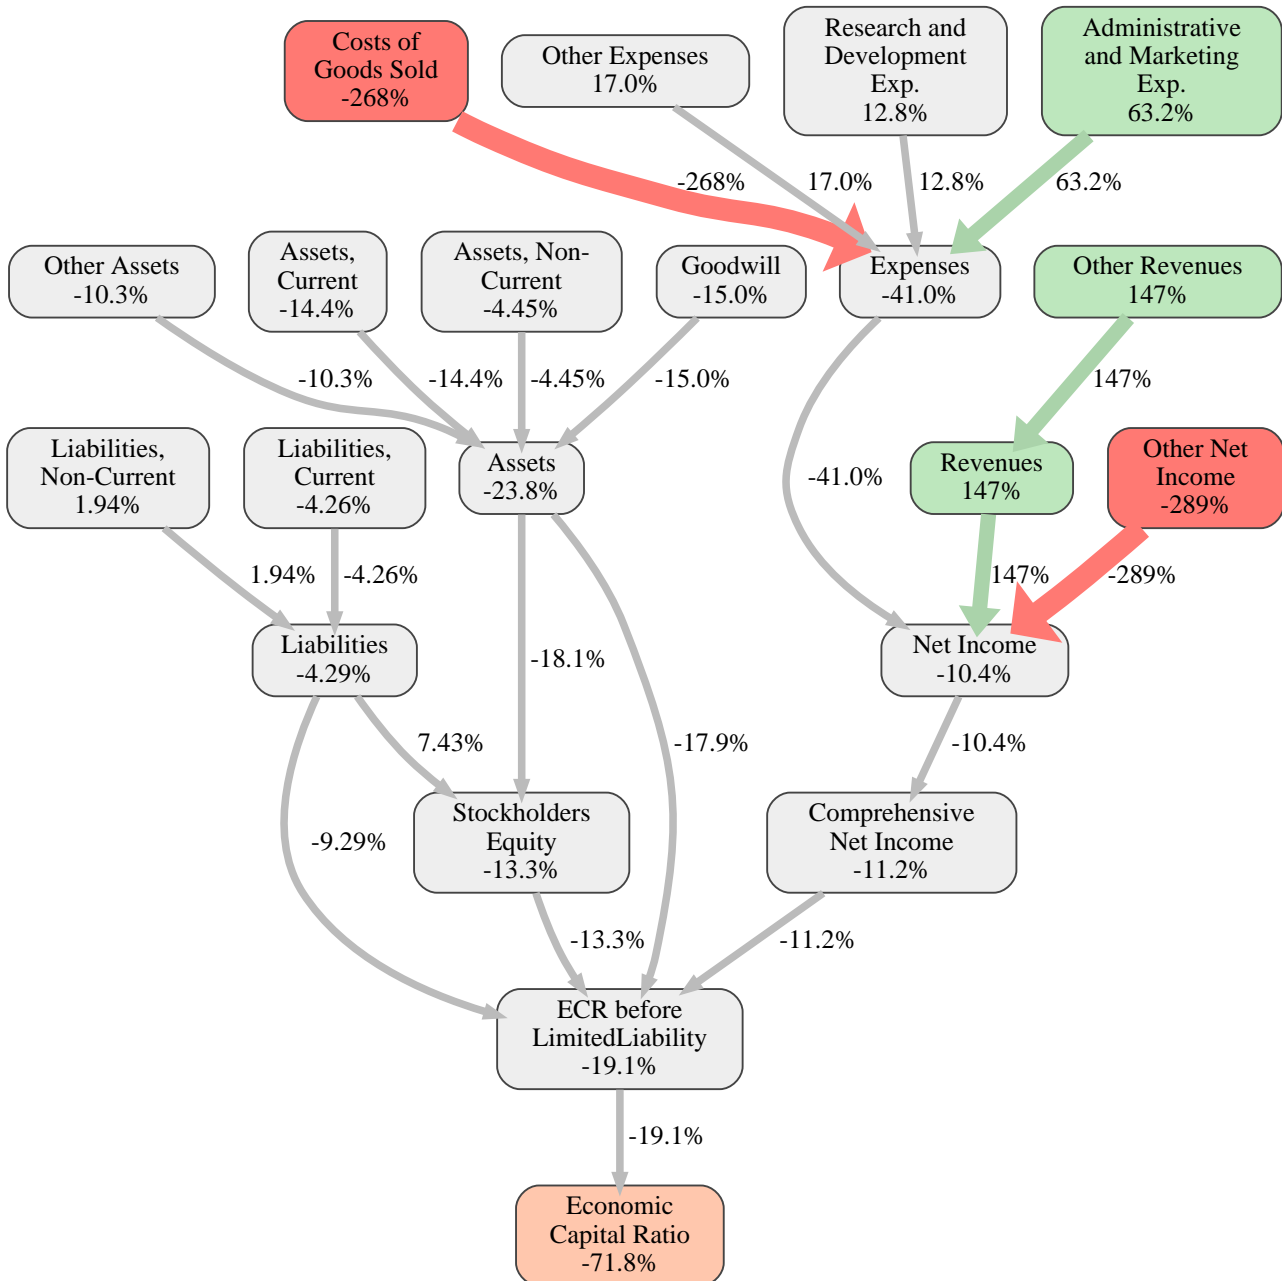 Costs of
Goods Sold
-268%
Other Expenses
17.0%
Research and
Development
Exp.
12.8%
Administrative
and Marketing
Exp.
63.2%
-268%
17.0%
12.8%
63.2%
Other Assets
-10.3%
Assets,
Current
-14.4%
Assets, Non-
Current
-4.45%
Goodwill
-15.0%
Expenses
-41.0%
Other Revenues
147%
-10.3%
-14.4%
-4.45%
-15.0%
147%
Liabilities,
Non-Current
1.94%
Liabilities,
Current
-4.26%
Assets
-23.8%
-41.0%
Revenues
147%
Other Net
Income
-289%
1.94%
-4.26%
147%
-289%
Liabilities
-4.29%
-18.1%
Net Income
-10.4%
7.43%
-17.9%
-10.4%
-9.29%
Stockholders
Equity
-13.3%
Comprehensive
Net Income
-11.2%
-13.3%
-11.2%
ECR before
LimitedLiability
-19.1%
-19.1%
Economic
Capital Ratio
-71.8%